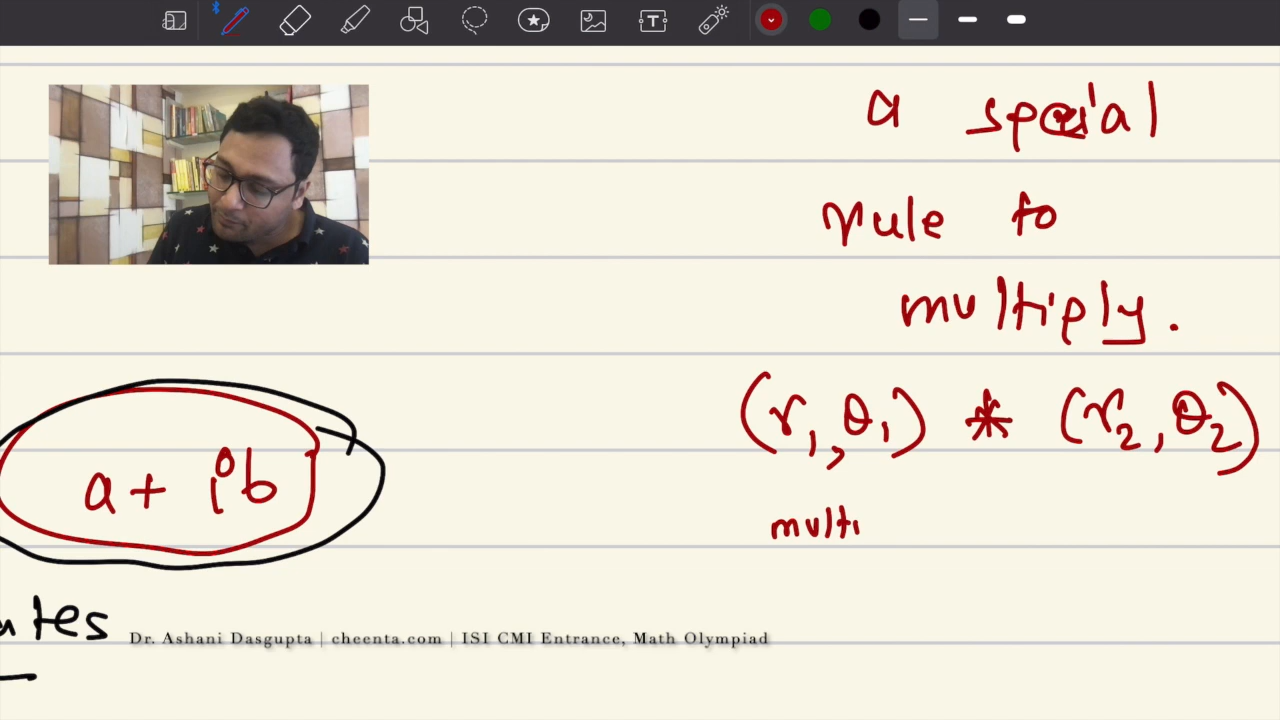 a special
rule to
multiply.
(r₁, θ₁) * (r₂, θ₂)
a + ib
multi
Dr. Ashani Dasgupta | cheenta.com | ISI CMI Entrance, Math Olympiad